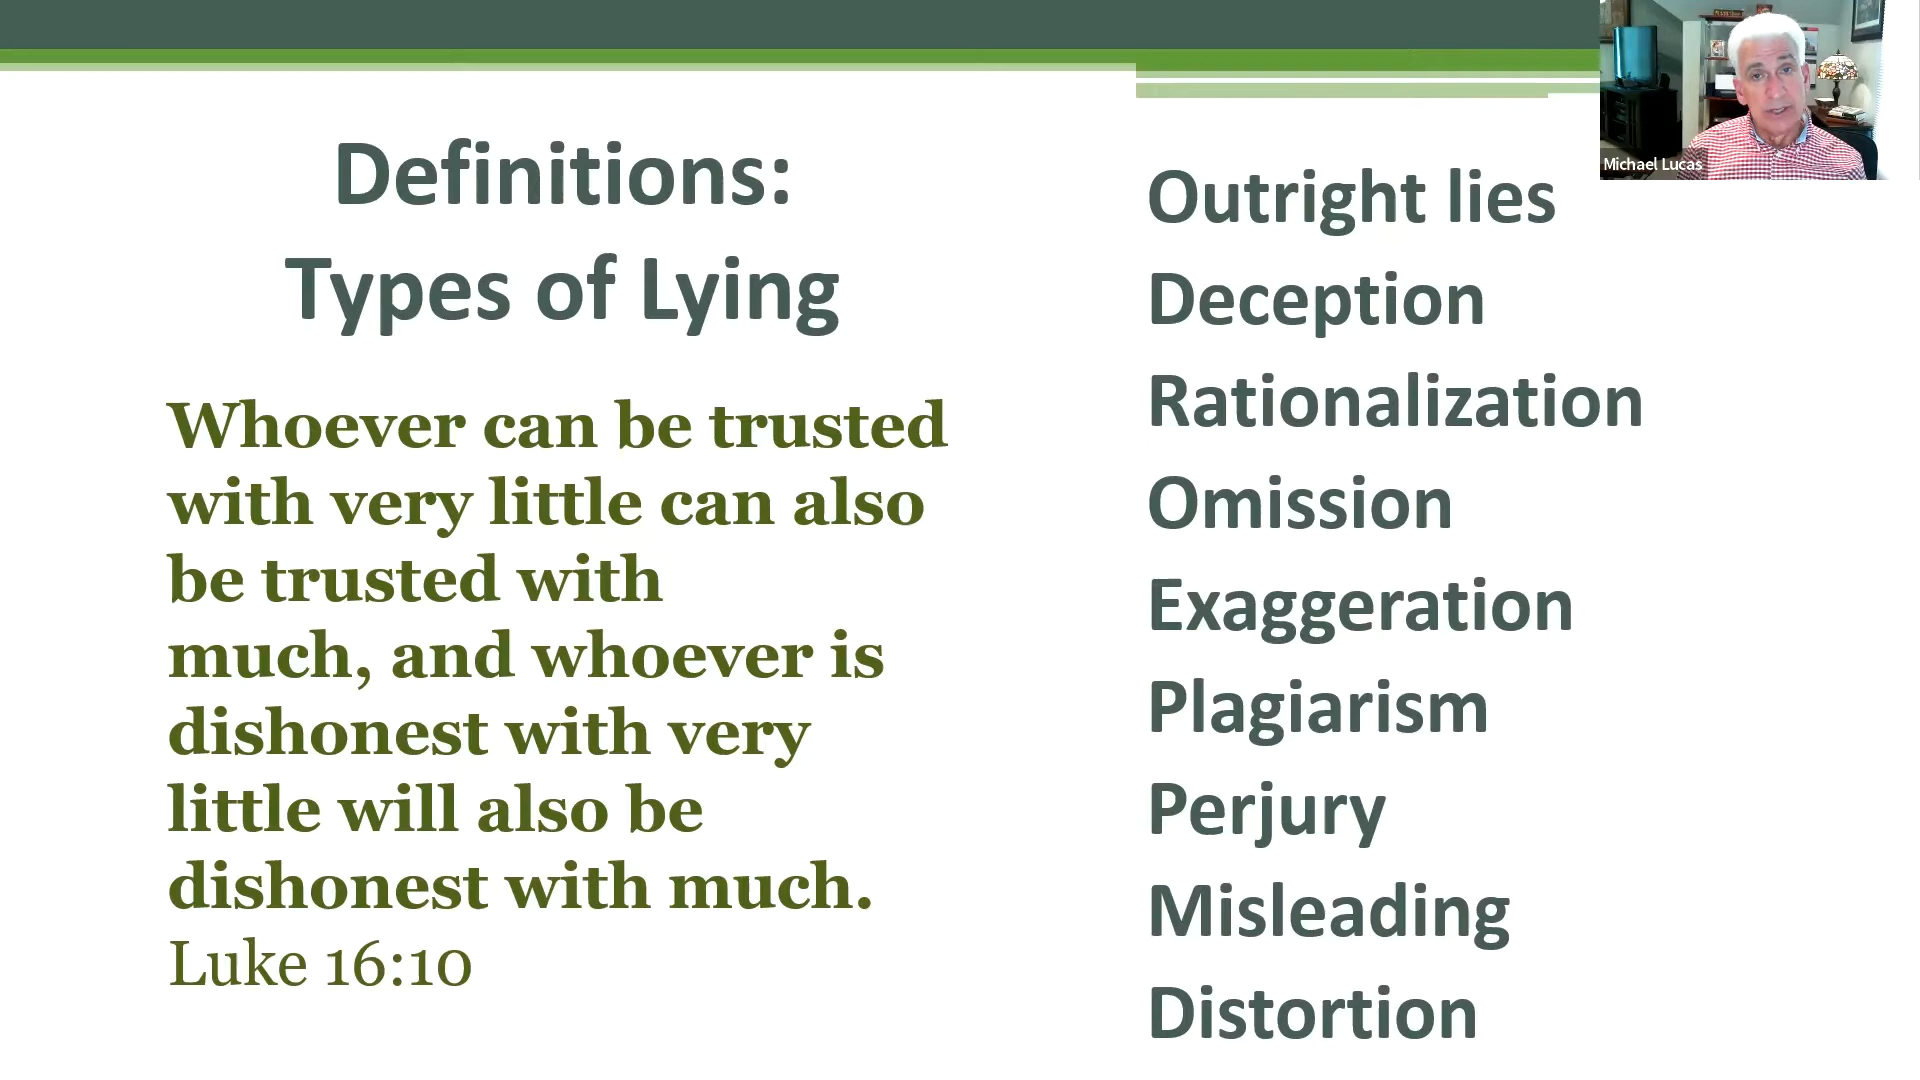 Definitions:
Types of Lying
Whoever can be trusted
with very little can also
be trusted with
much, and whoever is
dishonest with very
little will also be
dishonest with much.
Luke 16:10
Outright lies
Deception
Rationalization
Omission
Exaggeration
Plagiarism
Perjury
Misleading
Distortion
Michael Lucas